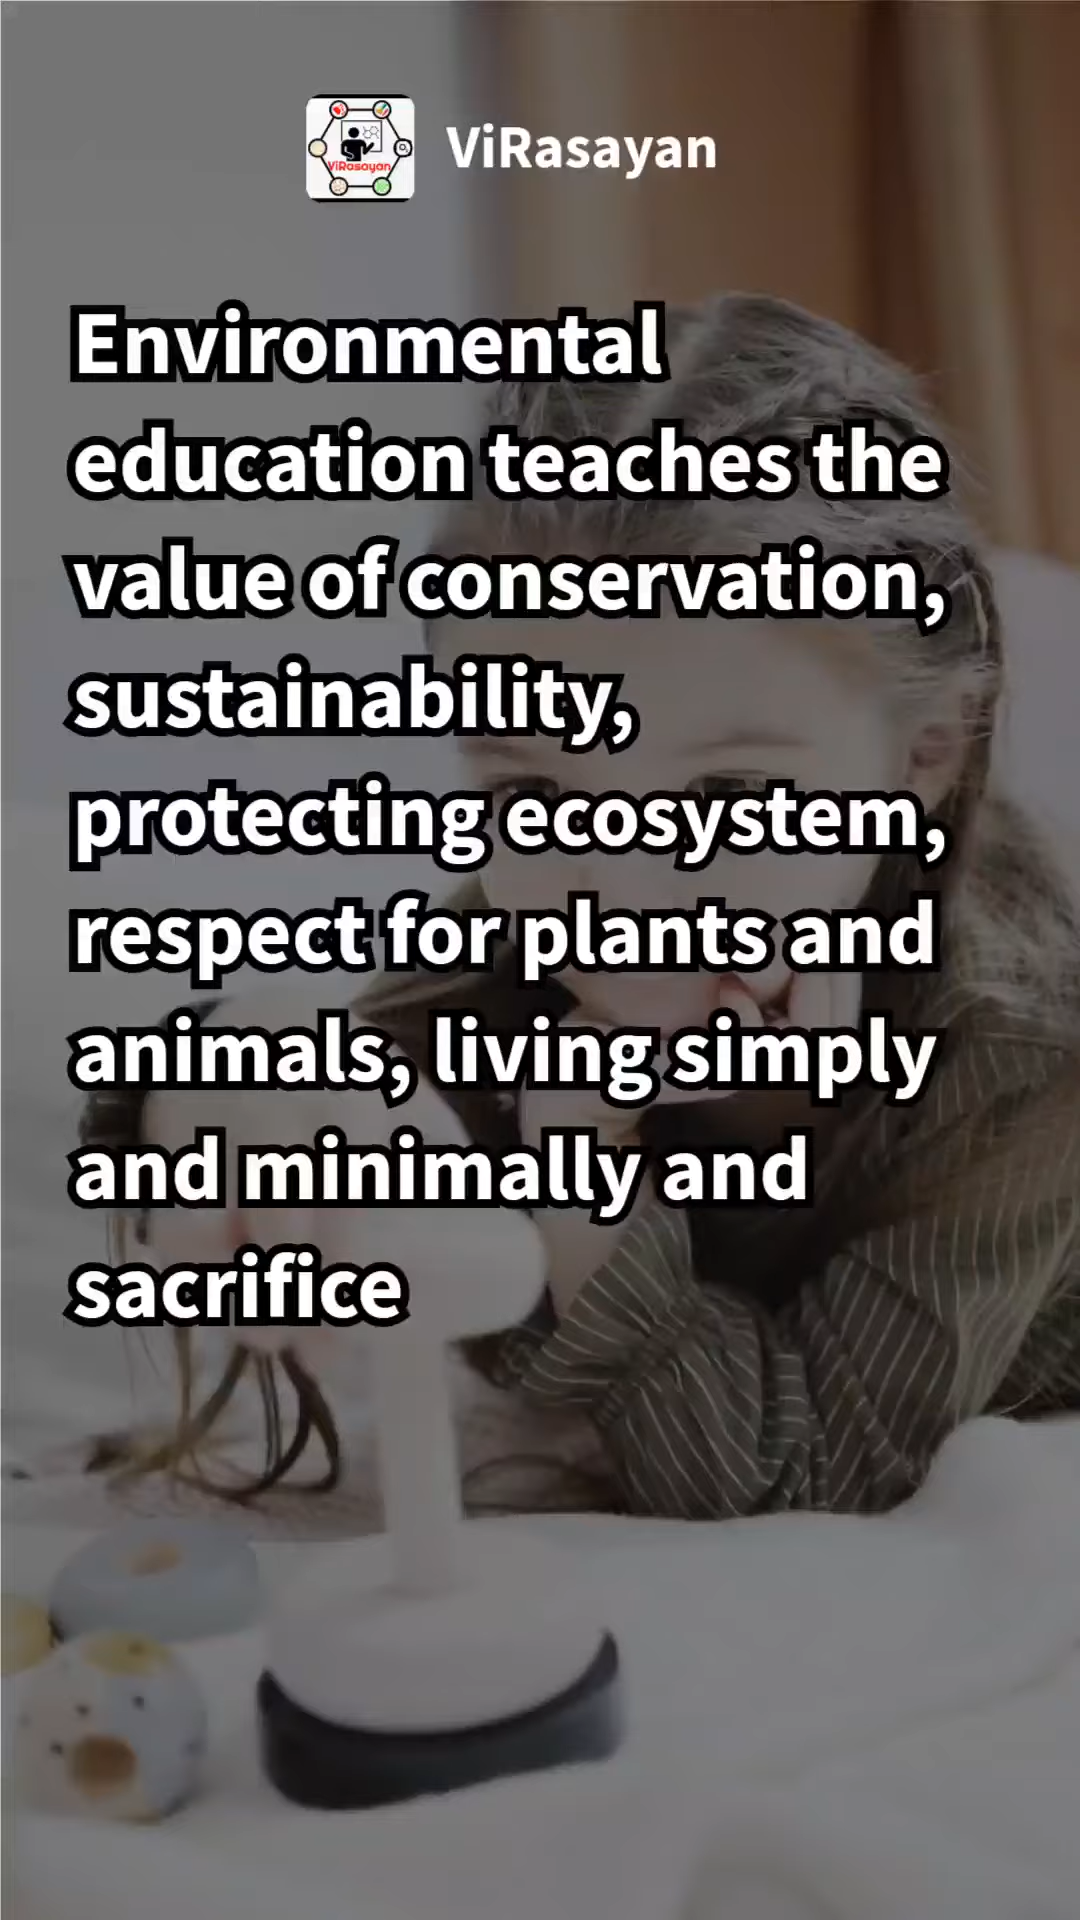 ViRasayan
ViRasayan
Environmental
education teaches the
value of conservation,
sustainability,
protecting ecosystem,
respect for plants and
animals, living simply
and minimally and
sacrifice